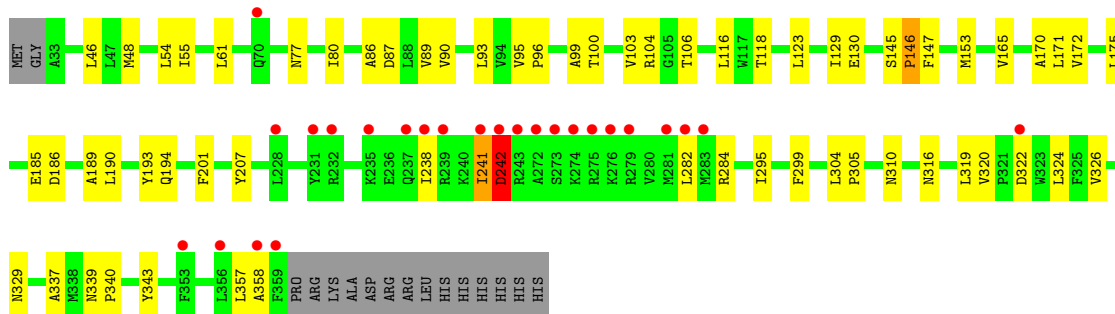 MET GLY A33 L46 L47 M48 L54 I55 L61 Q70 N77 I80 A86 D87 L88 V89 V90 L93 V94 V95 P96 A99 T100 V103 R104 G105 T106 L116 W117 T118 L123 I129 E130 S145 P146 F147 M153 V165 A170 L171 V172 L175
E185 D186 A189 L190 Y193 Q194 F201 Y207 L228 Y231 R232 K235 E236 Q237 I238 R239 K240 I241 D242 R243 A272 S273 K274 R275 K276 R279 V280 M281 L282 M283 R284 I295 F299 L304 P305 N310 N316 L319 V320 P321 D322 W323 L324 F325 V326
N329 A337 M338 N339 P340 Y343 F353 L356 L357 A358 F359 PRO ARG LYS ALA ASP ARG ARG LEU HIS HIS HIS HIS HIS HIS